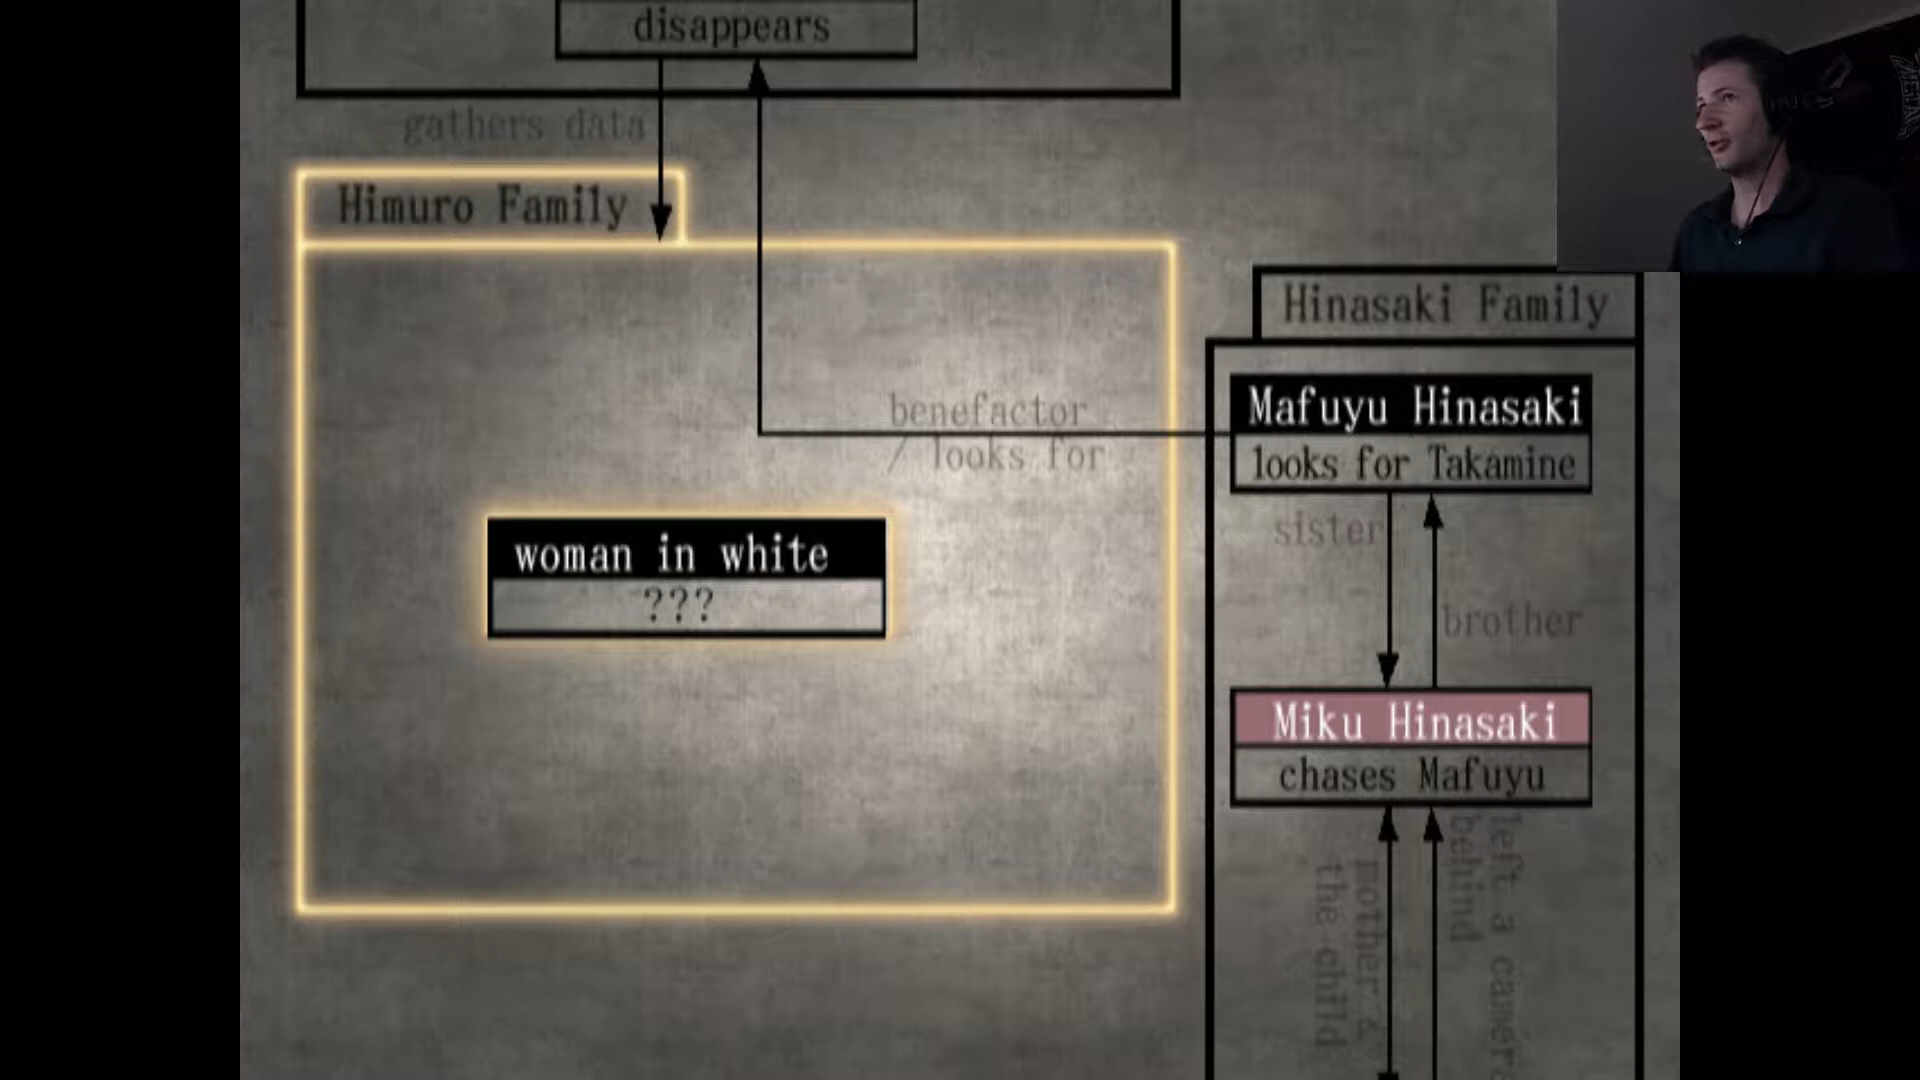 disappears
gathers data
Himuro Family
Hinasaki Family
benefactor
/ looks for
Mafuyu Hinasaki
looks for Takamine
sister
woman in white
???
brother
Miku Hinasaki
chases Mafuyu
mother &
the child
left a camera
behind